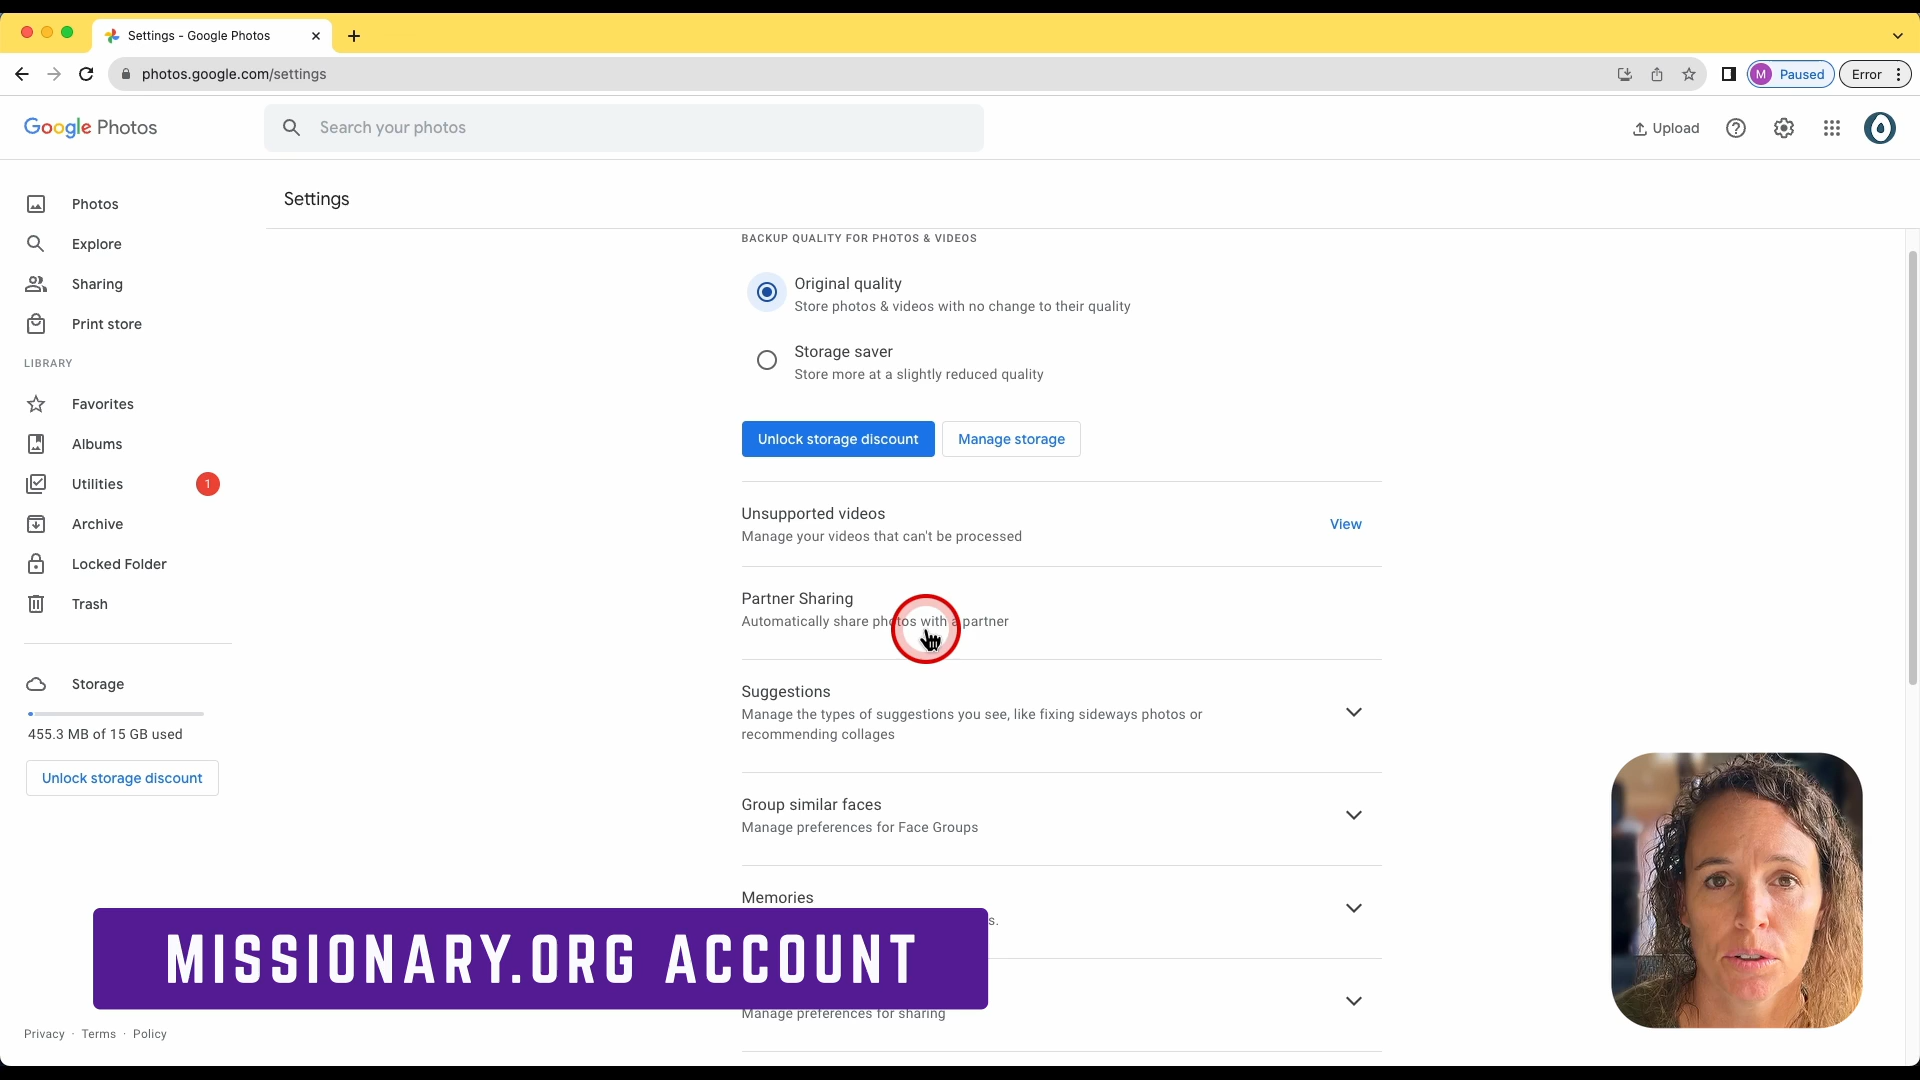 Settings - Google Photos
photos.google.com/settings
M Paused
Error
Google Photos
Search your photos
Upload
Photos
Explore
Sharing
Print store
LIBRARY
Favorites
Albums
Utilities 1
Archive
Locked Folder
Trash
Storage
455.3 MB of 15 GB used
Unlock storage discount
Privacy · Terms · Policy
Settings
BACKUP QUALITY FOR PHOTOS & VIDEOS
Original quality
Store photos & videos with no change to their quality
Storage saver
Store more at a slightly reduced quality
Unlock storage discount Manage storage
Unsupported videos
Manage your videos that can't be processed
View
Partner Sharing
Automatically share photos with a partner
Suggestions
Manage the types of suggestions you see, like fixing sideways photos or
recommending collages
Group similar faces
Manage preferences for Face Groups
Memories
s.
Manage preferences for sharing
MISSIONARY.ORG ACCOUNT